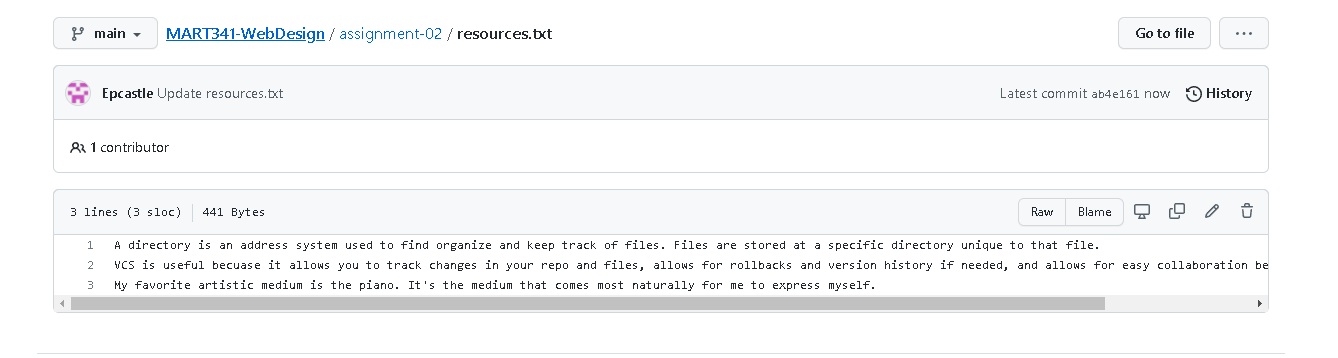 main MART341-WebDesign / assignment-02 / resources.txt Go to file ...
Epcastle Update resources.txt Latest commit ab4e161 now History
1 contributor
3 lines (3 sloc) 441 Bytes Raw Blame
1 A directory is an address system used to find organize and keep track of files. Files are stored at a specific directory unique to that file.
2 VCS is useful becuase it allows you to track changes in your repo and files, allows for rollbacks and version history if needed, and allows for easy collaboration be
3 My favorite artistic medium is the piano. It's the medium that comes most naturally for me to express myself.